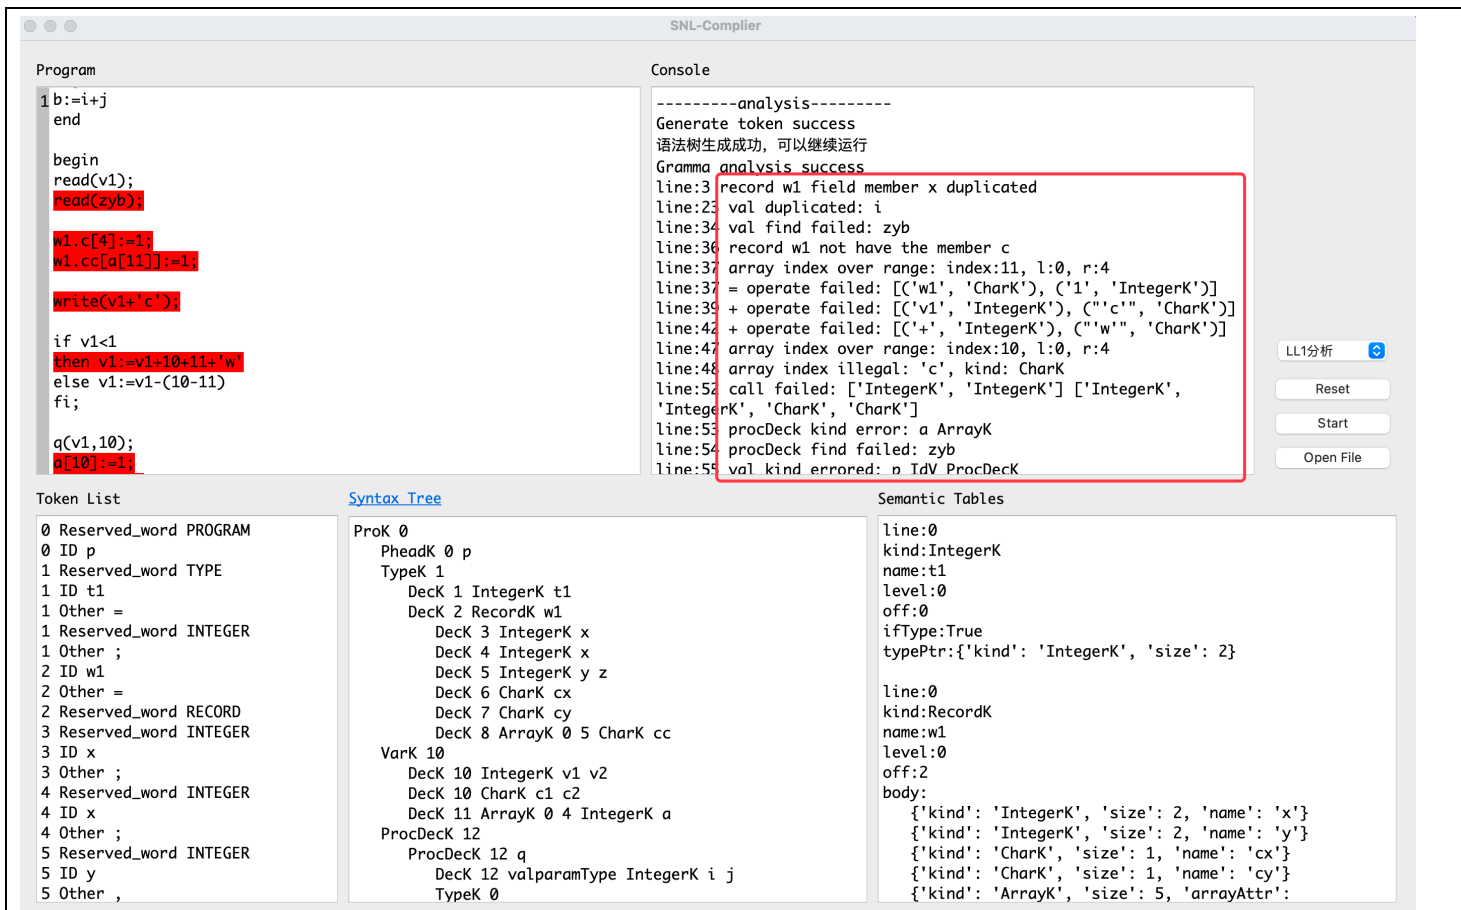 SNL-Complier
Program
1 b:=i+j
end
begin
read(v1);
read(zyb);
w1.c[4]:=1;
w1.cc[a[11]]:=1;
write(v1+'c');
if v1<1
then v1:=v1+10+11+'w'
else v1:=v1-(10-11)
fi;
q(v1,10);
a[10]:=1;
Console
---------analysis---------
Generate token success
语法树生成成功，可以继续运行
Gramma analysis success
line:3 record w1 field member x duplicated
line:23 val duplicated: i
line:34 val find failed: zyb
line:36 record w1 not have the member c
line:37 array index over range: index:11, l:0, r:4
line:37 = operate failed: [('w1', 'CharK'), ('1', 'IntegerK')]
line:39 + operate failed: [('v1', 'IntegerK'), ("'c'", 'CharK')]
line:42 + operate failed: [('+', 'IntegerK'), ("'w'", 'CharK')]
line:47 array index over range: index:10, l:0, r:4
line:48 array index illegal: 'c', kind: CharK
line:52 call failed: ['IntegerK', 'IntegerK'] ['IntegerK',
'IntegerK', 'CharK', 'CharK']
line:53 procDeck kind error: a ArrayK
line:54 procDeck find failed: zyb
line:55 val kind errored: p IdV ProcDecK
LL1分析
Reset
Start
Open File
Token List
0 Reserved_word PROGRAM
0 ID p
1 Reserved_word TYPE
1 ID t1
1 Other =
1 Reserved_word INTEGER
1 Other ;
2 ID w1
2 Other =
2 Reserved_word RECORD
3 Reserved_word INTEGER
3 ID x
3 Other ;
4 Reserved_word INTEGER
4 ID x
4 Other ;
5 Reserved_word INTEGER
5 ID y
5 Other ,
Syntax Tree
ProK 0
PheadK 0 p
TypeK 1
DecK 1 IntegerK t1
DecK 2 RecordK w1
DecK 3 IntegerK x
DecK 4 IntegerK x
DecK 5 IntegerK y z
DecK 6 CharK cx
DecK 7 CharK cy
DecK 8 ArrayK 0 5 CharK cc
VarK 10
DecK 10 IntegerK v1 v2
DecK 10 CharK c1 c2
DecK 11 ArrayK 0 4 IntegerK a
ProcDecK 12
ProcDecK 12 q
DecK 12 valparamType IntegerK i j
TypeK 0
Semantic Tables
line:0
kind:IntegerK
name:t1
level:0
off:0
ifType:True
typePtr:{'kind': 'IntegerK', 'size': 2}
line:0
kind:RecordK
name:w1
level:0
off:2
body:
{'kind': 'IntegerK', 'size': 2, 'name': 'x'}
{'kind': 'IntegerK', 'size': 2, 'name': 'y'}
{'kind': 'CharK', 'size': 1, 'name': 'cx'}
{'kind': 'CharK', 'size': 1, 'name': 'cy'}
{'kind': 'ArrayK', 'size': 5, 'arrayAttr':